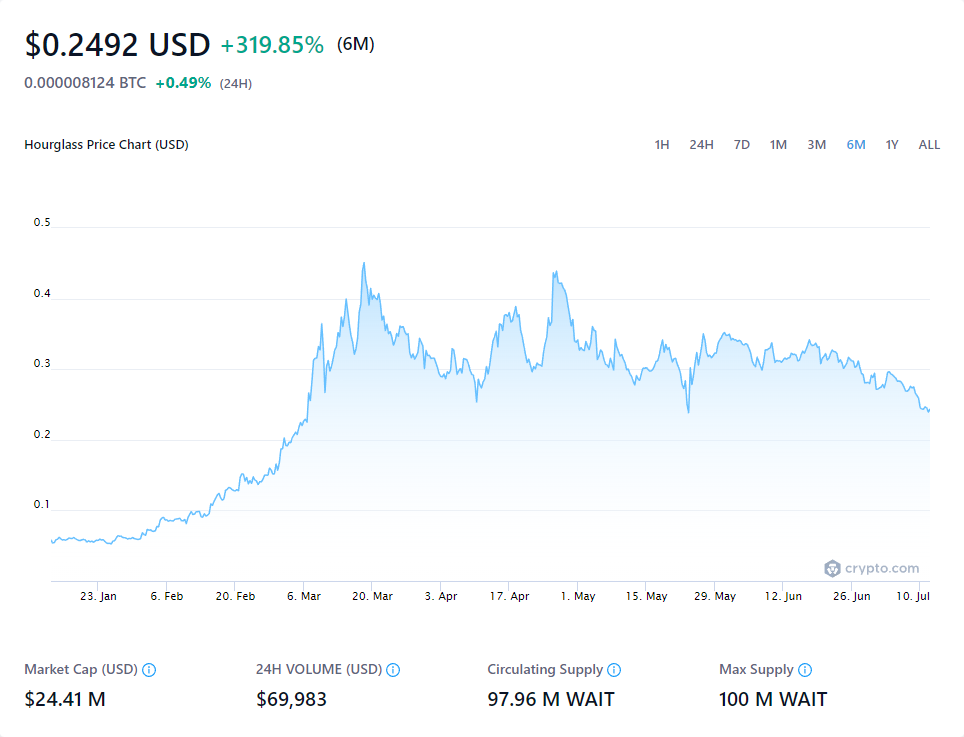 $0.2492 USD +319.85% (6M)
0.000008124 BTC +0.49% (24H)
Hourglass Price Chart (USD) 1H 24H 7D 1M 3M 6M 1Y ALL
0.5
0.4
0.3
0.2
0.1
crypto.com
23. Jan 6. Feb 20. Feb 6. Mar 20. Mar 3. Apr 17. Apr 1. May 15. May 29. May 12. Jun 26. Jun 10. Jul
Market Cap (USD) 24H VOLUME (USD) Circulating Supply Max Supply
$24.41 M $69,983 97.96 M WAIT 100 M WAIT